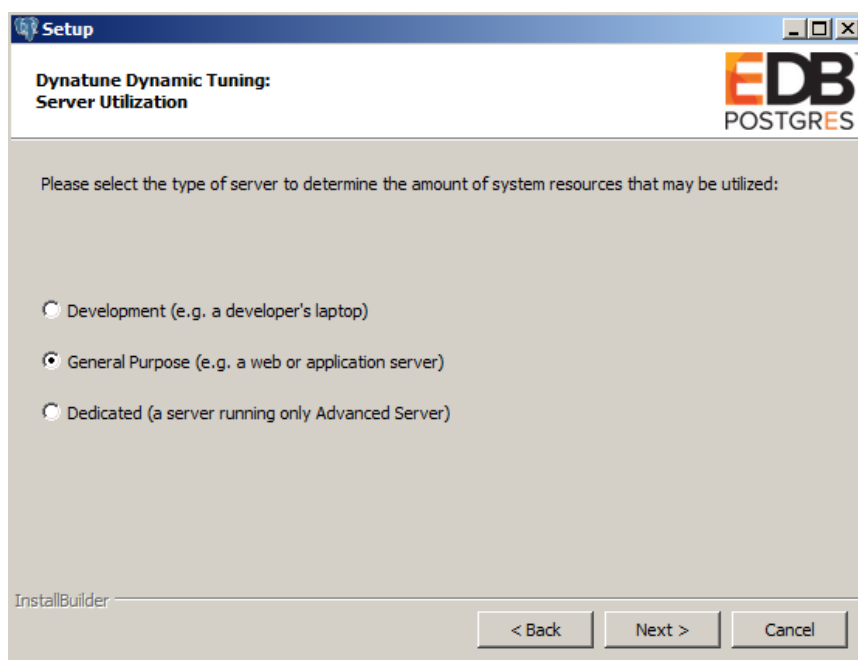 Setup
Dynatune Dynamic Tuning:
Server Utilization
EDB
POSTGRES
Please select the type of server to determine the amount of system resources that may be utilized:
Development (e.g. a developer's laptop)
General Purpose (e.g. a web or application server)
Dedicated (a server running only Advanced Server)
InstallBuilder
< Back
Next >
Cancel